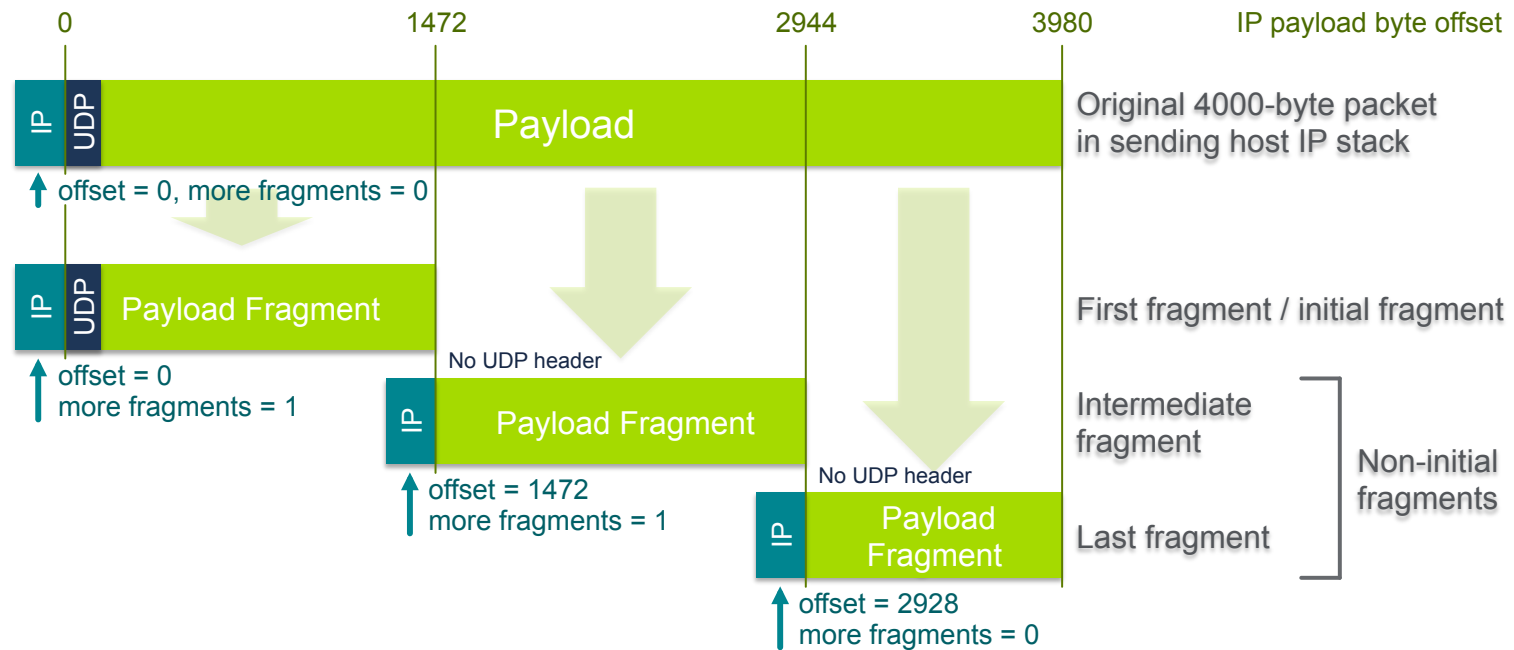 0 1472 2944 3980 IP payload byte offset
IP UDP Payload
Original 4000-byte packet
in sending host IP stack
offset = 0, more fragments = 0
IP UDP Payload Fragment
First fragment / initial fragment
offset = 0
more fragments = 1
No UDP header
IP Payload Fragment
Intermediate
fragment
offset = 1472
more fragments = 1
Non-initial
fragments
No UDP header
IP Payload
Fragment
Last fragment
offset = 2928
more fragments = 0